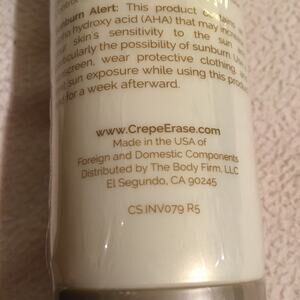 Sunburn Alert: This product contains
hydroxy acid (AHA) that may increase
skin's sensitivity to the sun
particularly the possibility of sunburn.
wear protective clothing,
sun exposure while using this product
for a week afterward.
www.CrepeErase.com
Made in the USA of
Foreign and Domestic Components
Distributed by The Body Firm, LLC
El Segundo, CA 90245
CS INV079 R5